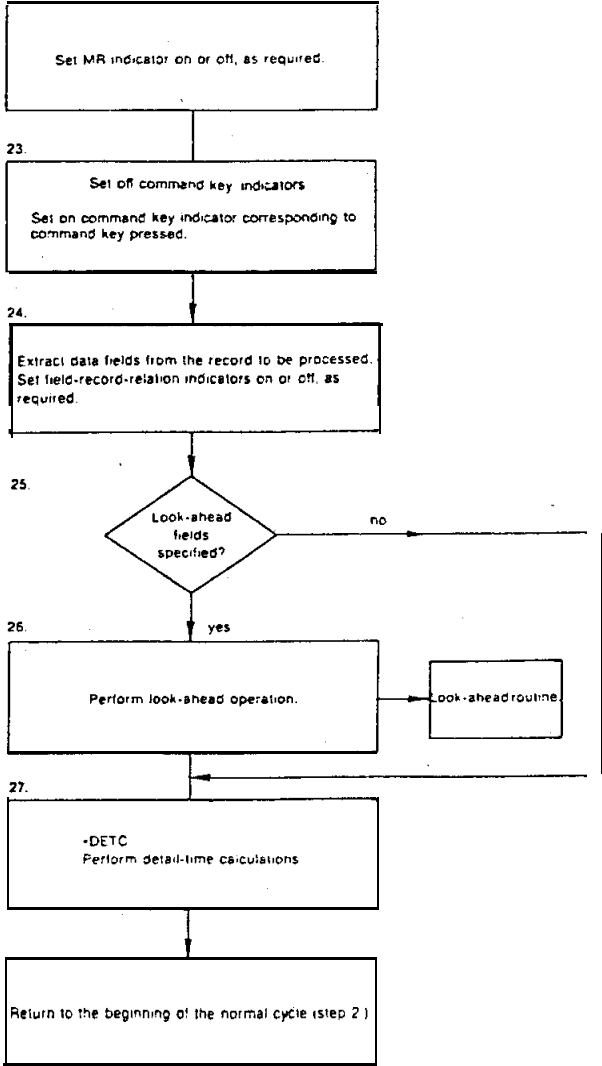 Set MR indicator on or off, as required.
23.
Set off command key indicators
Set on command key indicator corresponding to
command key pressed.
24.
Extract data fields from the record to be processed.
Set field-record-relation indicators on or off, as
required.
25.
Look-ahead
fields
specified?
no
yes
26.
Perform look-ahead operation.
Look-ahead routine.
27.
*DETC
Perform detail-time calculations
Return to the beginning of the normal cycle (step 2.)